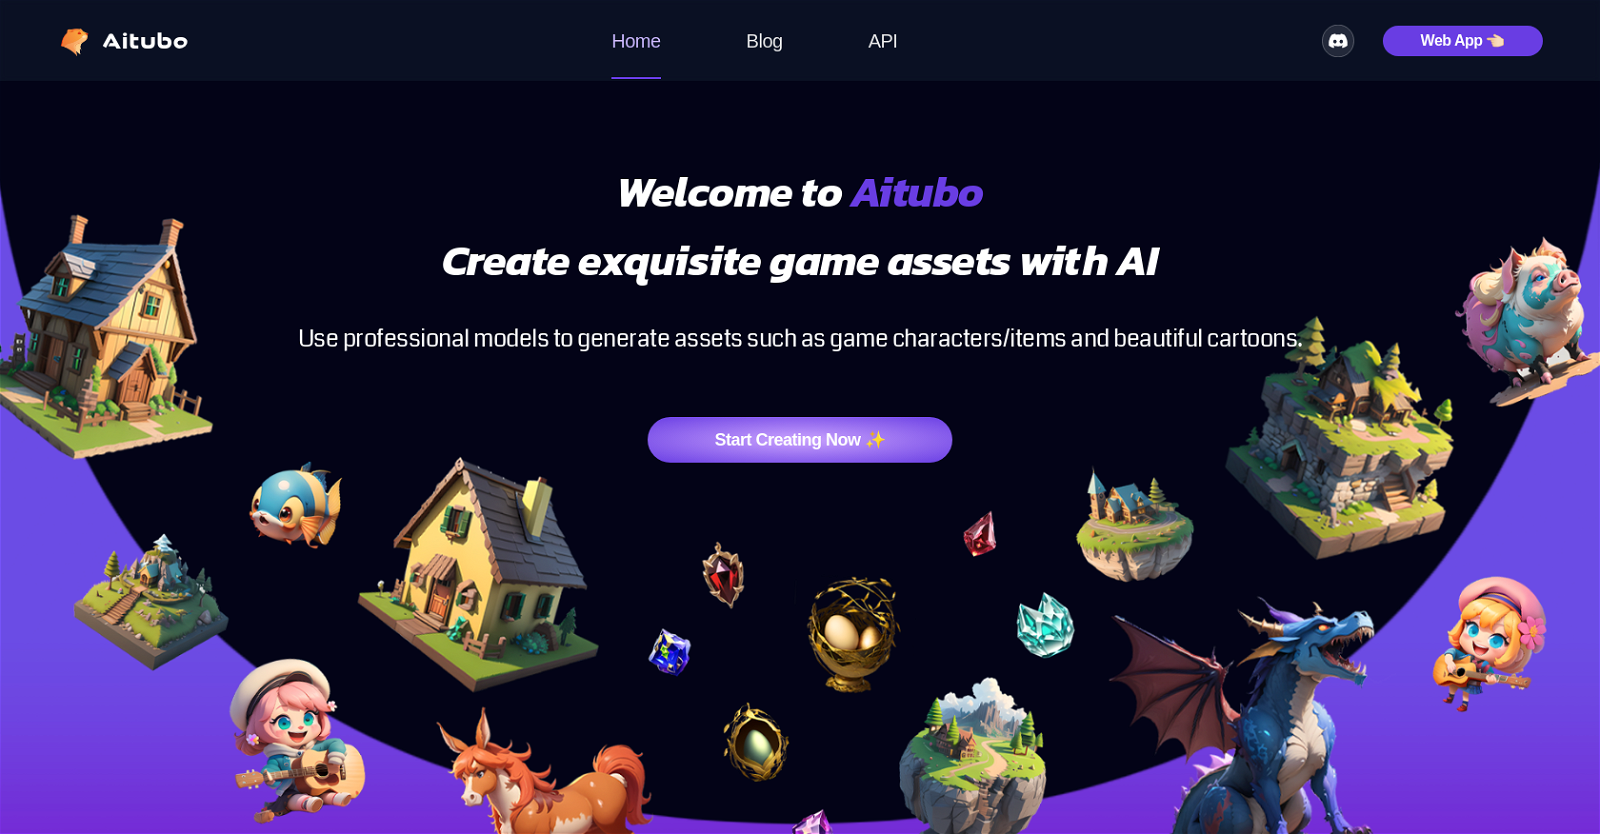 Aitubo
Home
Blog
API
Web App 👈🏻
Welcome to Aitubo
Create exquisite game assets with AI
Use professional models to generate assets such as game characters/items and beautiful cartoons.
Start Creating Now ✨